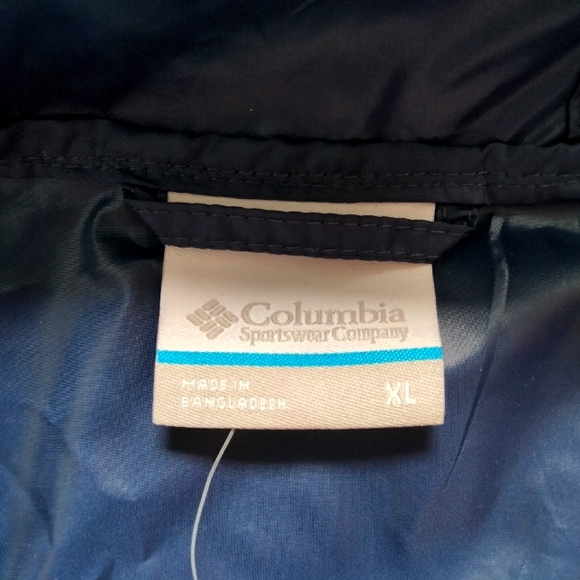 Columbia
Sportswear Company
MADE IN
BANGLADESH
XL